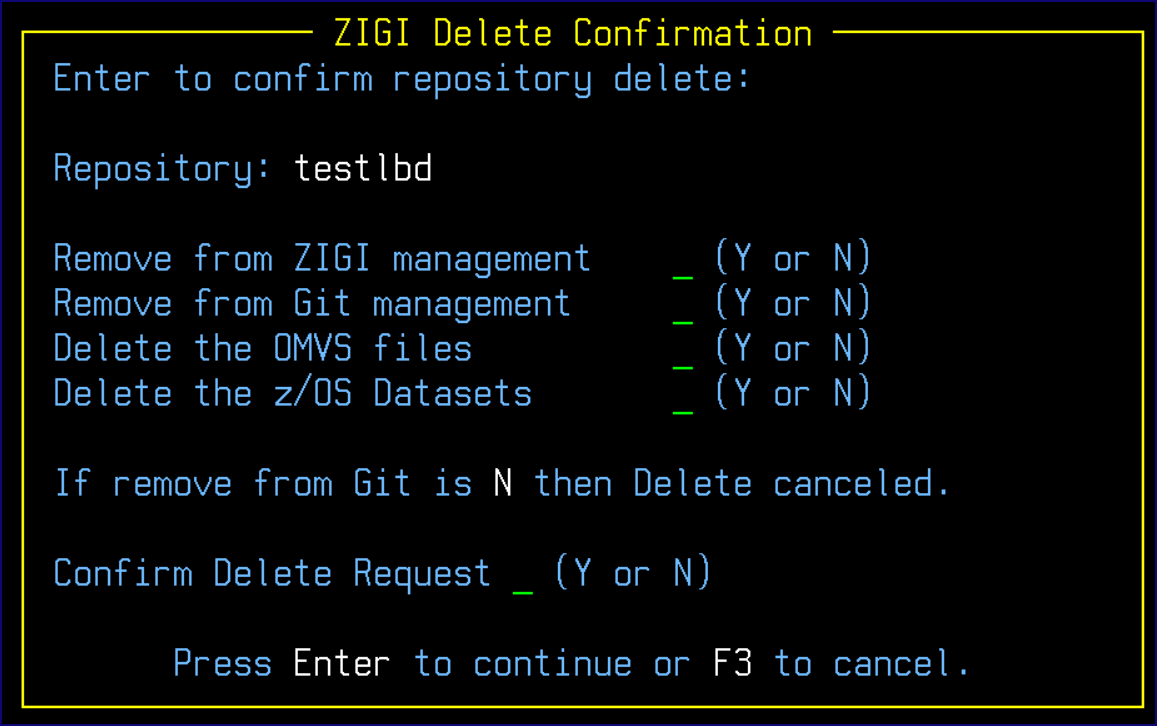 ZIGI Delete Confirmation
Enter to confirm repository delete:
Repository: testlbd
Remove from ZIGI management _ (Y or N)
Remove from Git management _ (Y or N)
Delete the OMVS files _ (Y or N)
Delete the z/OS Datasets _ (Y or N)
If remove from Git is N then Delete canceled.
Confirm Delete Request _ (Y or N)
Press Enter to continue or F3 to cancel.